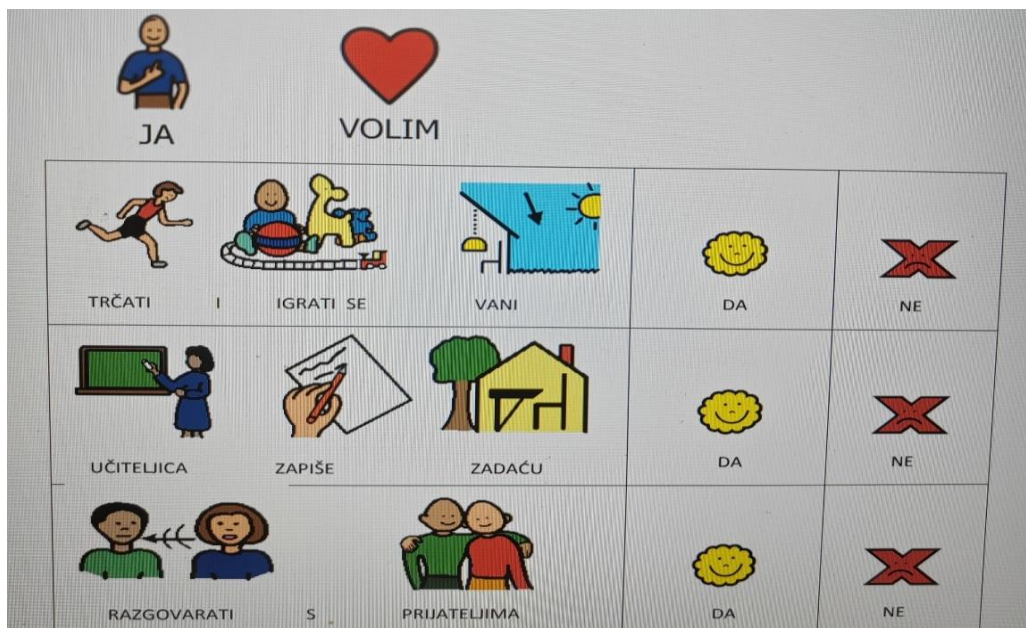 JA VOLIM
TRČATI I IGRATI SE VANI DA NE
UČITELJICA ZAPIŠE ZADAĆU DA NE
RAZGOVARATI S PRIJATELJIMA DA NE